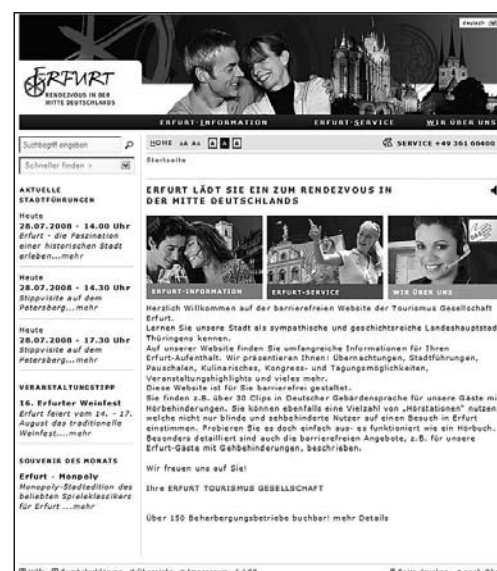 deutsch
ERFURT
RENDEZVOUS IN DER
MITTE DEUTSCHLANDS
ERFURT-INFORMATION ERFURT-SERVICE WIR ÜBER UNS
Suchbegriff eingeben
HOME AA AA A A A SERVICE +49 361 66400
Schneller finden >
Startseite
AKTUELLE
STADTFÜHRUNGEN
Heute
28.07.2008 - 14.00 Uhr
Erfurt - die Faszination
einer historischen Stadt
erleben...mehr
Heute
28.07.2008 - 14.30 Uhr
Stippvisite auf dem
Petersberg...mehr
Heute
28.07.2008 - 17.30 Uhr
Stippvisite auf dem
Petersberg...mehr
VERANSTALTUNGSTIPP
16. Erfurter Weinfest
Erfurt feiert vom 14. - 17.
August das traditionelle
Weinfest....mehr
SOUVENIR DES MONATS
Erfurt - Monpoly
Monopoly-Stadtedition des
beliebten Spieleklassikers
für Erfurt ...mehr
ERFURT LÄDT SIE EIN ZUM RENDEZVOUS IN
DER MITTE DEUTSCHLANDS
ERFURT-INFORMATION ERFURT-SERVICE WIR ÜBER UNS
Herzlich Willkommen auf der barrierefreien Website der Tourismus Gesellschaft
Erfurt.
Lernen Sie unsere Stadt als sympathische und geschichtsreiche Landeshauptstad
Thüringens kennen.
Auf unserer Website finden Sie umfangreiche Informationen für Ihren
Erfurt-Aufenthalt. Wir präsentieren Ihnen: Übernachtungen, Stadtführungen,
Pauschalen, Kulinarisches, Kongress- und Tagungsmöglichkeiten,
Veranstaltungshighlights und vieles mehr.
Diese Website ist für Sie barrierefrei gestaltet.
Sie finden z.B. über 30 Clips in Deutscher Gebärdensprache für unsere Gäste mi
Hörbehinderungen. Sie können ebenfalls eine Vielzahl von „Hörstationen" nutzen
welche nicht nur blinde und sehbehinderte Nutzer auf einen Besuch in Erfurt
einstimmen. Probieren Sie es doch einfach aus- es funktioniert wie ein Hörbuch.
Besonders detailliert sind auch die barrierefreien Angebote, z.B. für unsere
Erfurt-Gäste mit Gehbehinderungen, beschrieben.
Wir freuen uns auf Sie!
Ihre ERFURT TOURISMUS GESELLSCHAFT
Über 150 Beherbergungsbetriebe buchbar! mehr Details